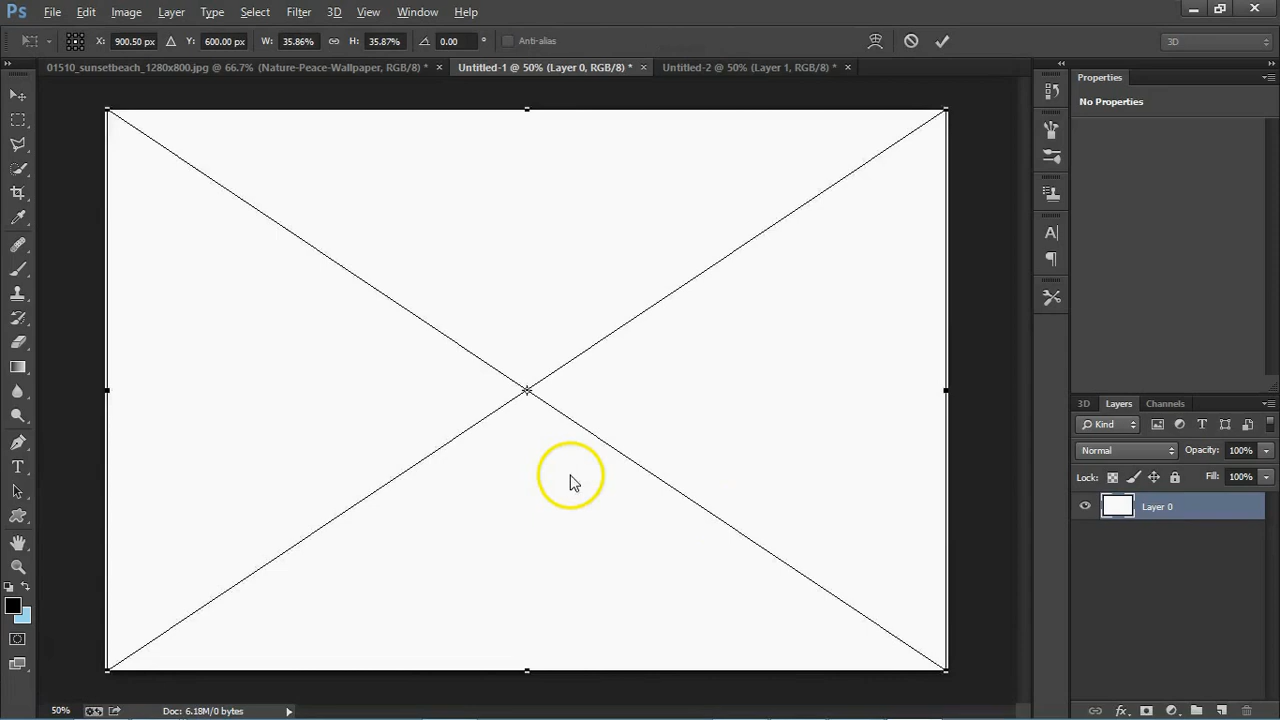 Ps File Edit Image Layer Type Select Filter 3D View Window Help
X: 900.50 px Y: 600.00 px W: 35.86% H: 35.87% 0.00 ° Anti-alias 3D
01510_sunsetbeach_1280x800.jpg @ 66.7% (Nature-Peace-Wallpaper, RGB/8) * × Untitled-1 @ 50% (Layer 0, RGB/8) * × Untitled-2 @ 50% (Layer 1, RGB/8) * ×
Properties
No Properties
3D Layers Channels
Kind
Normal Opacity: 100%
Lock: Fill: 100%
Layer 0
50% Doc: 6.18M/0 bytes